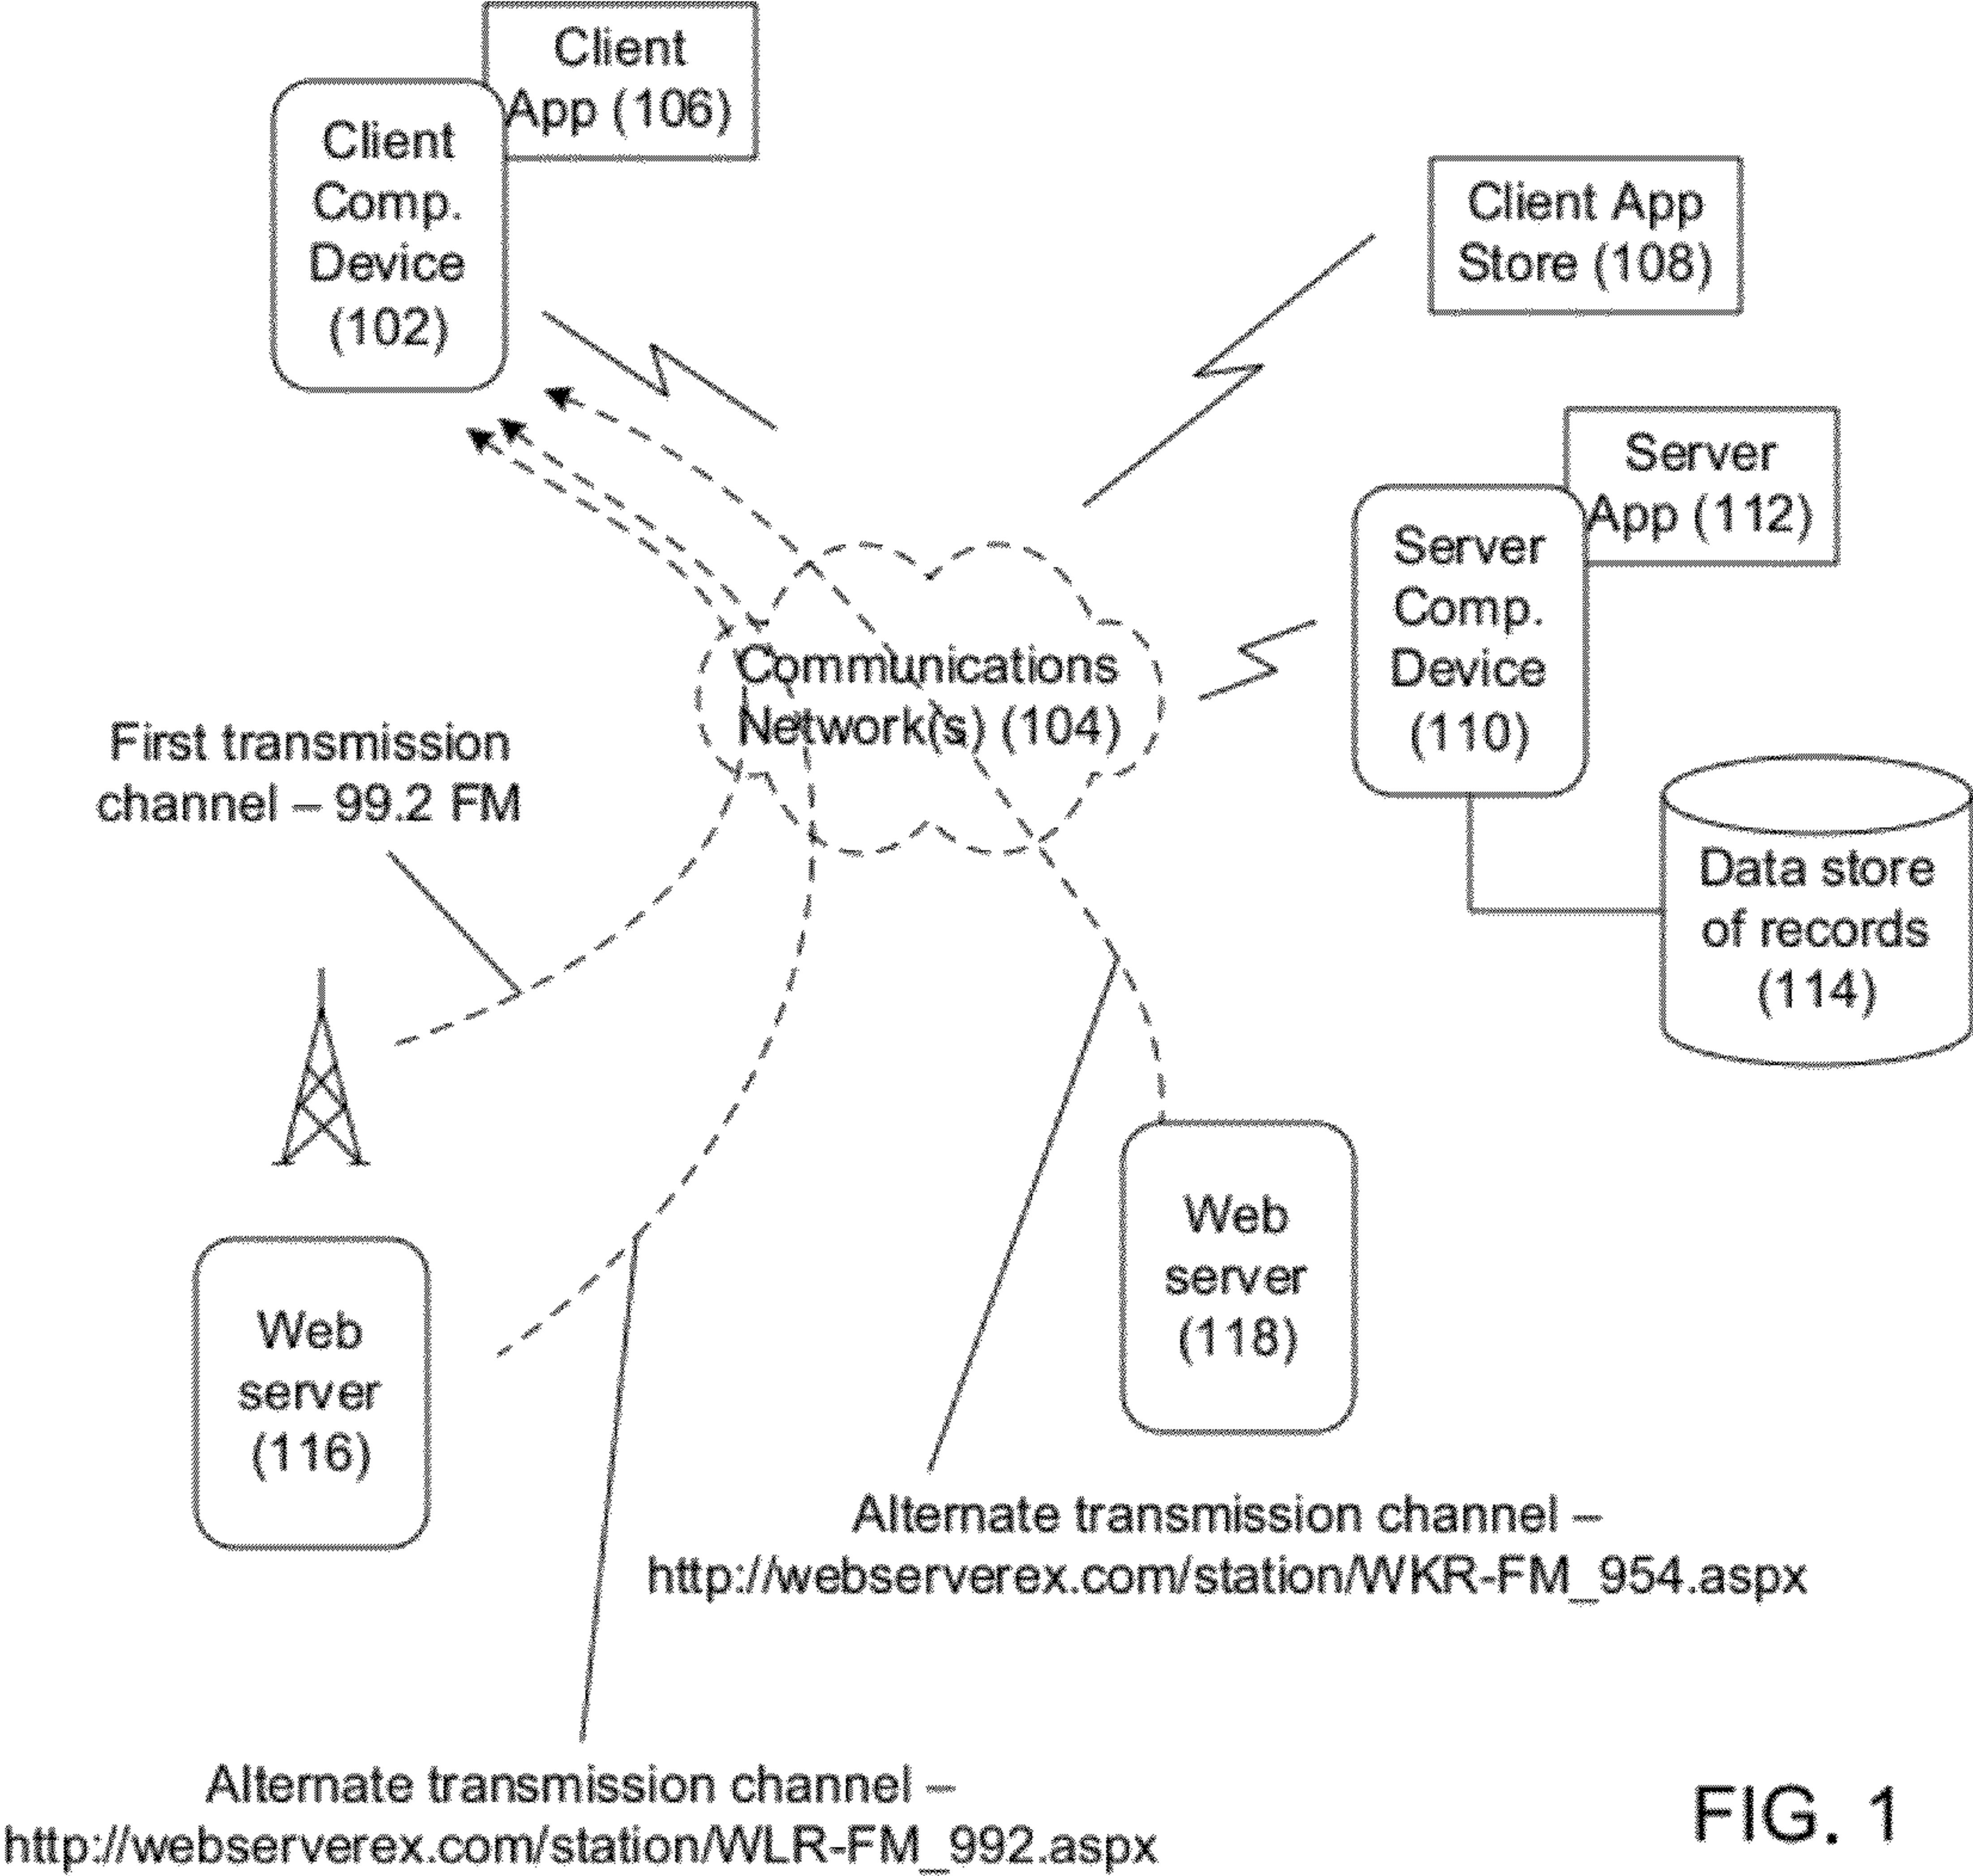 Client
App (106)
Client
Comp.
Device
(102)
Client App
Store (108)
Server
App (112)
Server
Comp.
Device
(110)
Communications
Network(s) (104)
First transmission
channel – 99.2 FM
Data store
of records
(114)
Web
server
(118)
Web
server
(116)
Alternate transmission channel –
http://webserverex.com/station/WKR-FM_954.aspx
Alternate transmission channel –
http://webserverex.com/station/WLR-FM_992.aspx
FIG. 1